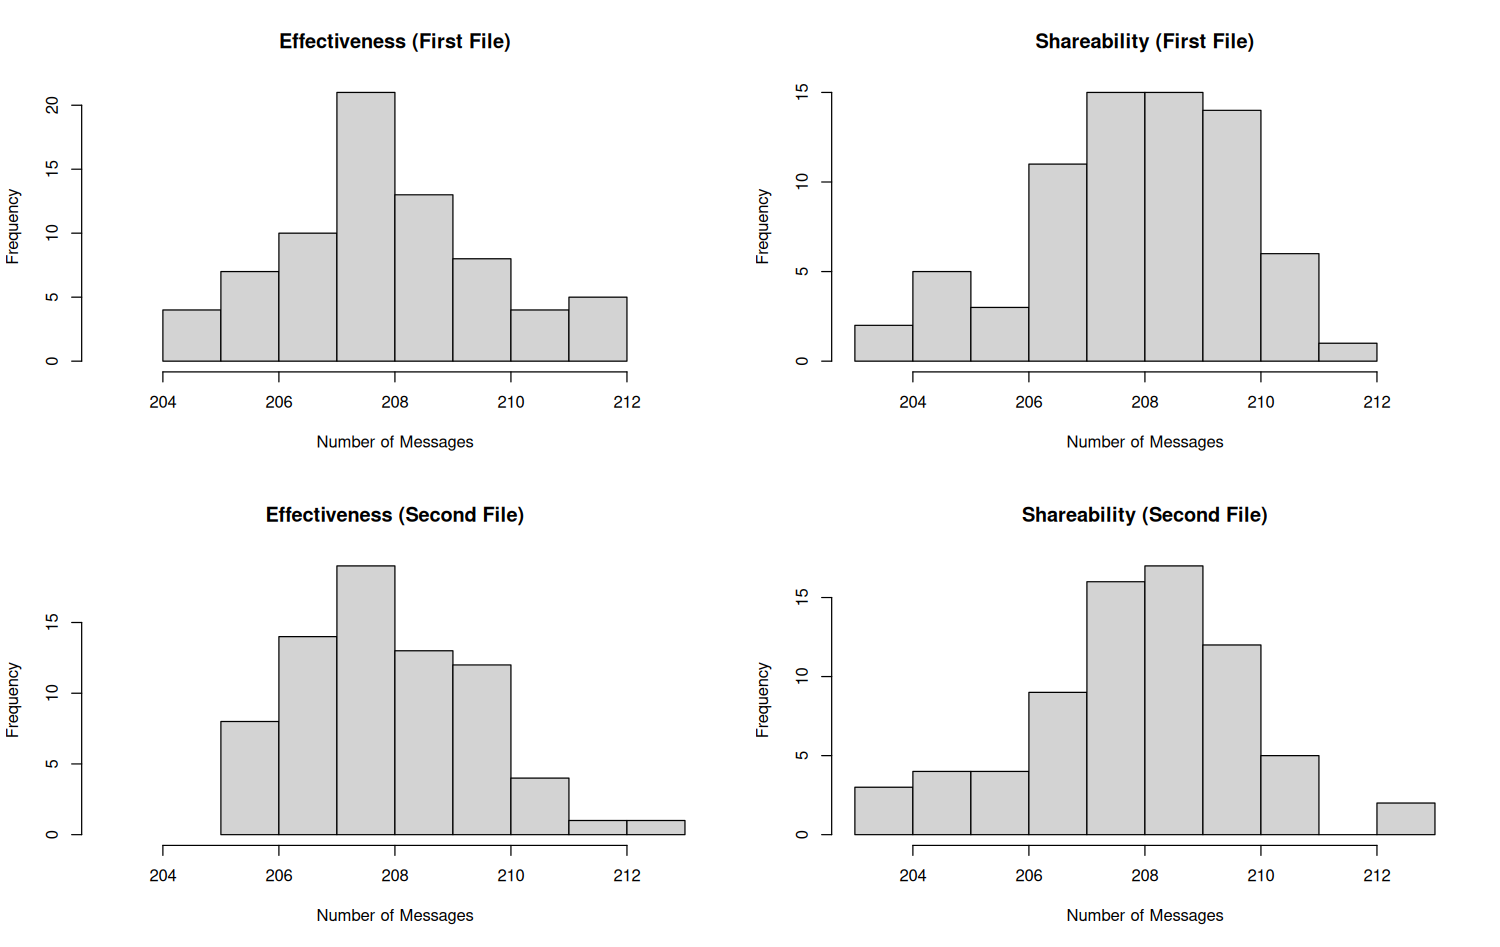 Effectiveness (First File)
Frequency
20
15
10
5
0
204 206 208 210 212
Number of Messages
Shareability (First File)
Frequency
15
10
5
0
204 206 208 210 212
Number of Messages
Effectiveness (Second File)
Frequency
15
10
5
0
204 206 208 210 212
Number of Messages
Shareability (Second File)
Frequency
15
10
5
0
204 206 208 210 212
Number of Messages